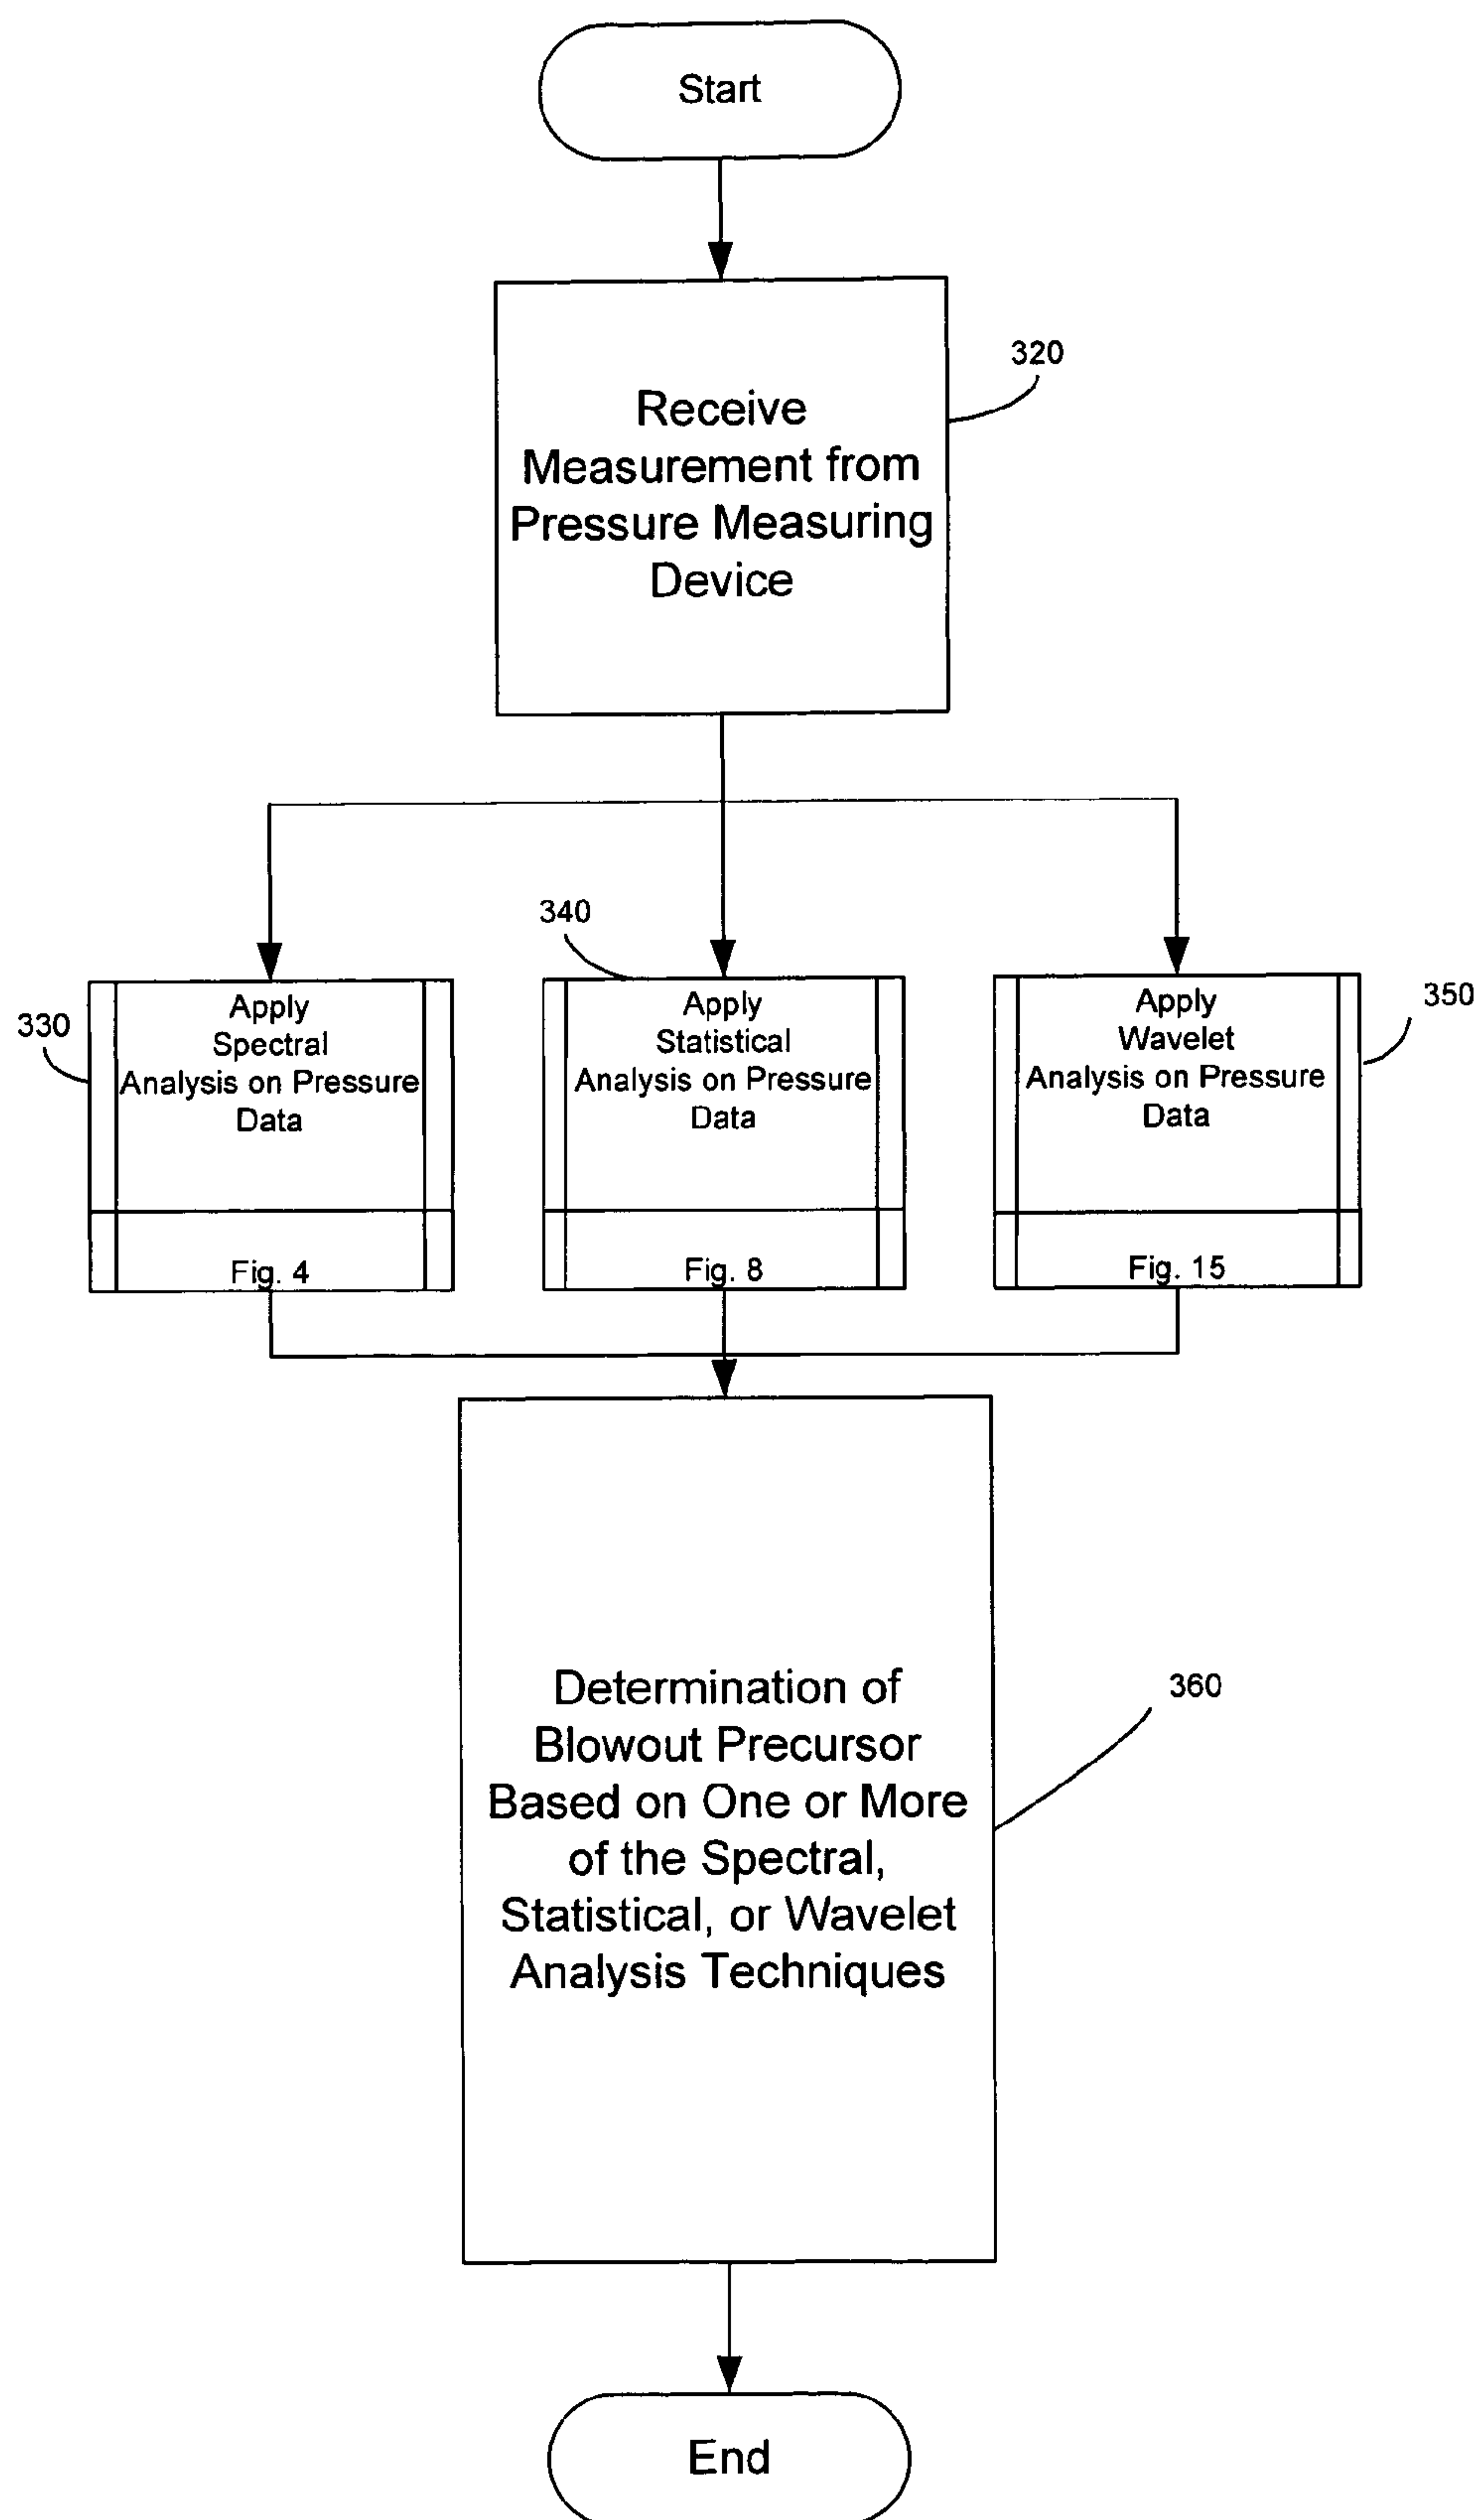 Start
320
Receive
Measurement from
Pressure Measuring
Device
330
Apply
Spectral
Analysis on Pressure
Data
Fig. 4
340
Apply
Statistical
Analysis on Pressure
Data
Fig. 8
350
Apply
Wavelet
Analysis on Pressure
Data
Fig. 15
360
Determination of
Blowout Precursor
Based on One or More
of the Spectral,
Statistical, or Wavelet
Analysis Techniques
End